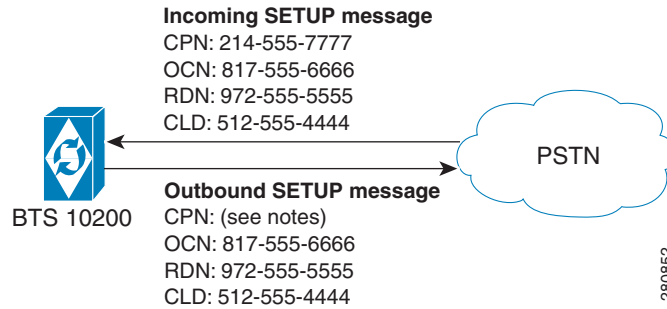 Incoming SETUP message
CPN: 214-555-7777
OCN: 817-555-6666
RDN: 972-555-5555
CLD: 512-555-4444
PSTN
BTS 10200
Outbound SETUP message
CPN: (see notes)
OCN: 817-555-6666
RDN: 972-555-5555
CLD: 512-555-4444